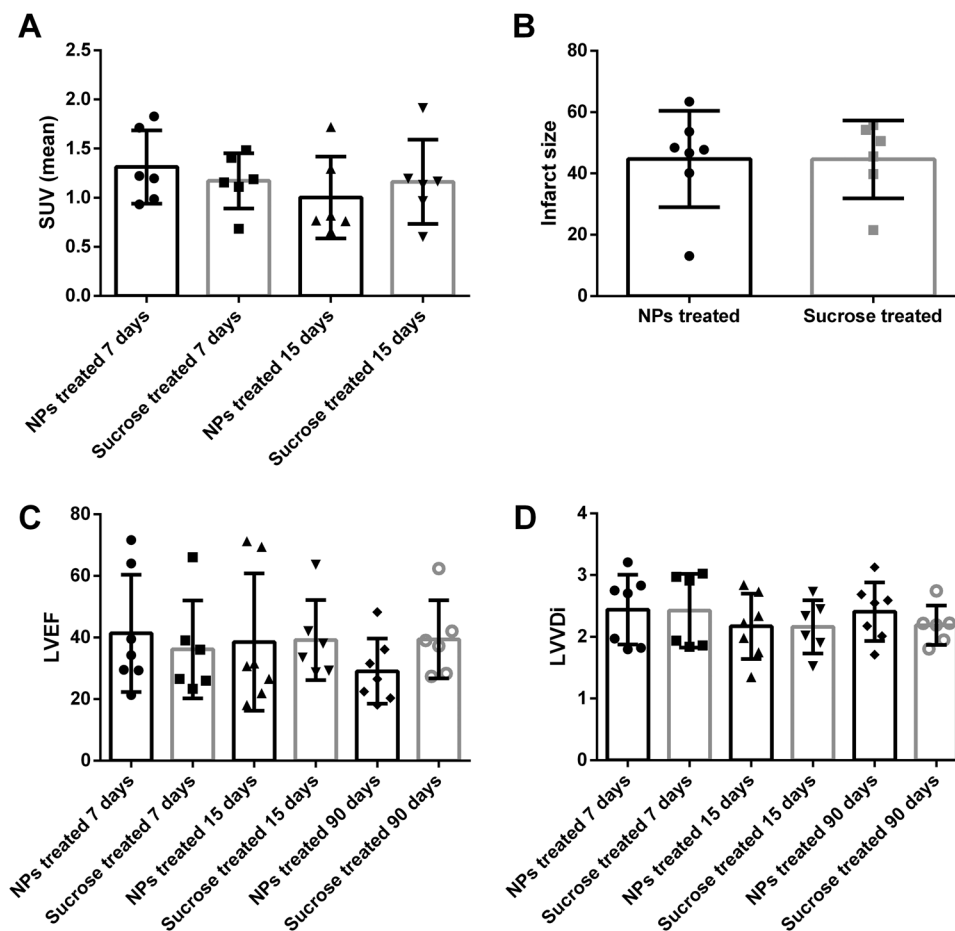 A
SUV (mean)
2.5
2.0
1.5
1.0
0.5
0.0
NPs treated 7 days
Sucrose treated 7 days
NPs treated 15 days
Sucrose treated 15 days
B
Infarct size
80
60
40
20
0
NPs treated
Sucrose treated
C
LVEF
80
60
40
20
0
NPs treated 7 days
Sucrose treated 7 days
NPs treated 15 days
Sucrose treated 15 days
NPs treated 90 days
Sucrose treated 90 days
D
LVVDi
4
3
2
1
0
NPs treated 7 days
Sucrose treated 7 days
NPs treated 15 days
Sucrose treated 15 days
NPs treated 90 days
Sucrose treated 90 days